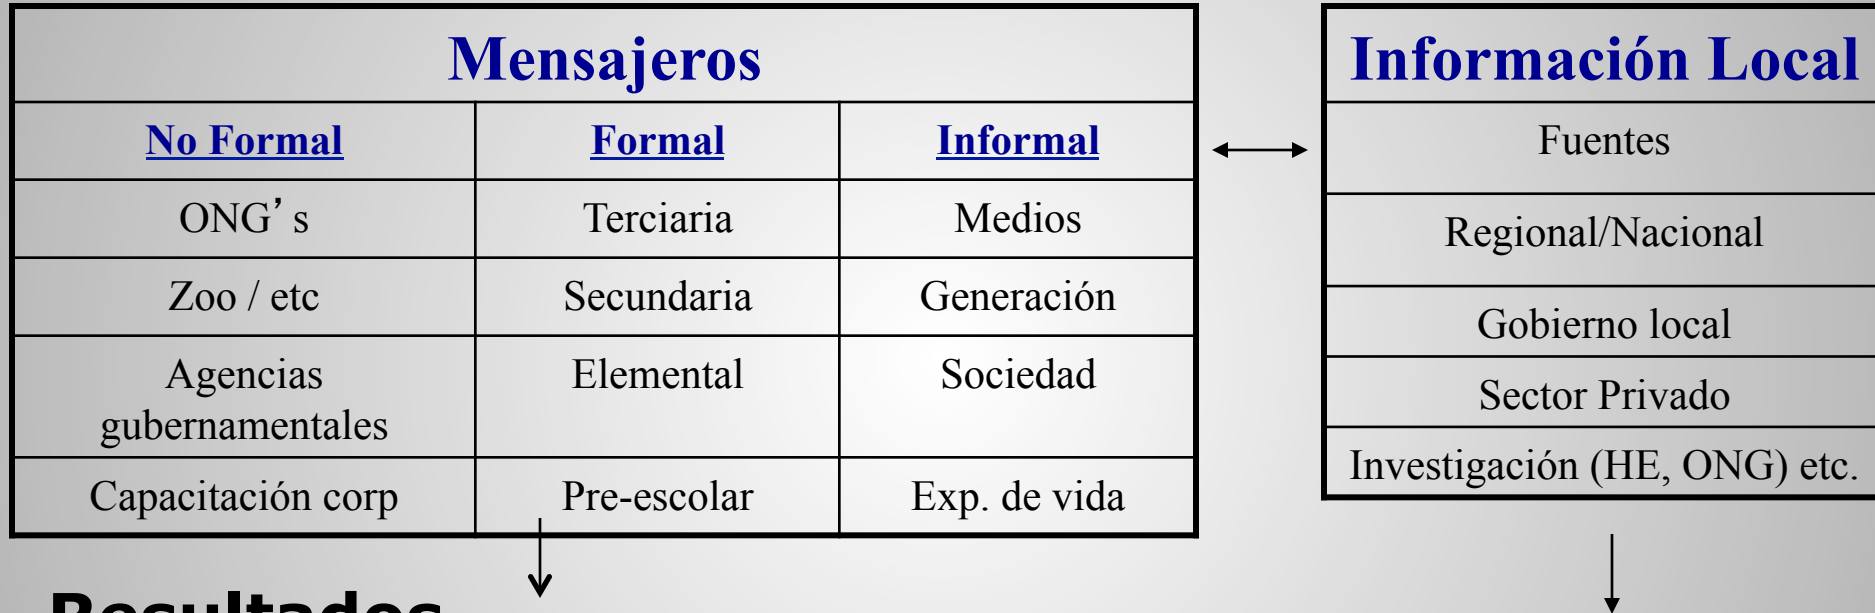 Mensajeros
No Formal Formal Informal
ONG’s Terciaria Medios
Zoo / etc Secundaria Generación
Agencias Elemental Sociedad
gubernamentales
Capacitación corp Pre-escolar Exp. de vida
Información Local
Fuentes
Regional/Nacional
Gobierno local
Sector Privado
Investigación (HE, ONG) etc.
Resultados